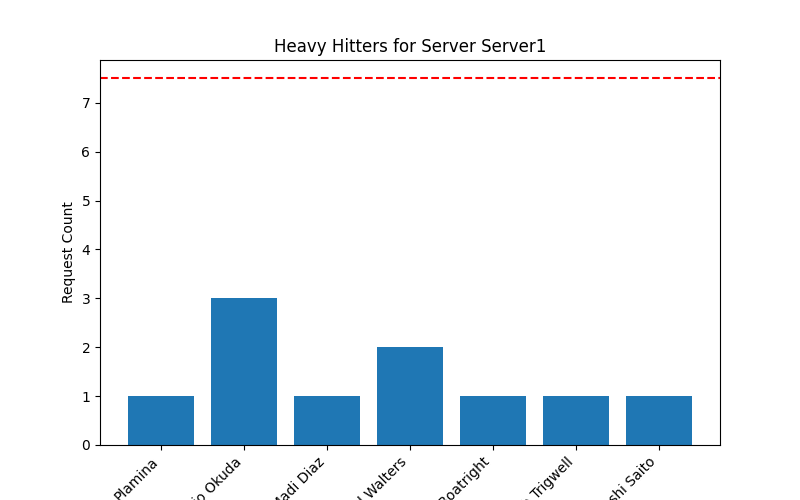 Heavy Hitters for Server Server1
Request Count
7
6
5
4
3
2
1
0
Plamina
Okuda
Madi Diaz
Walters
Boatright
Trigwell
Saito